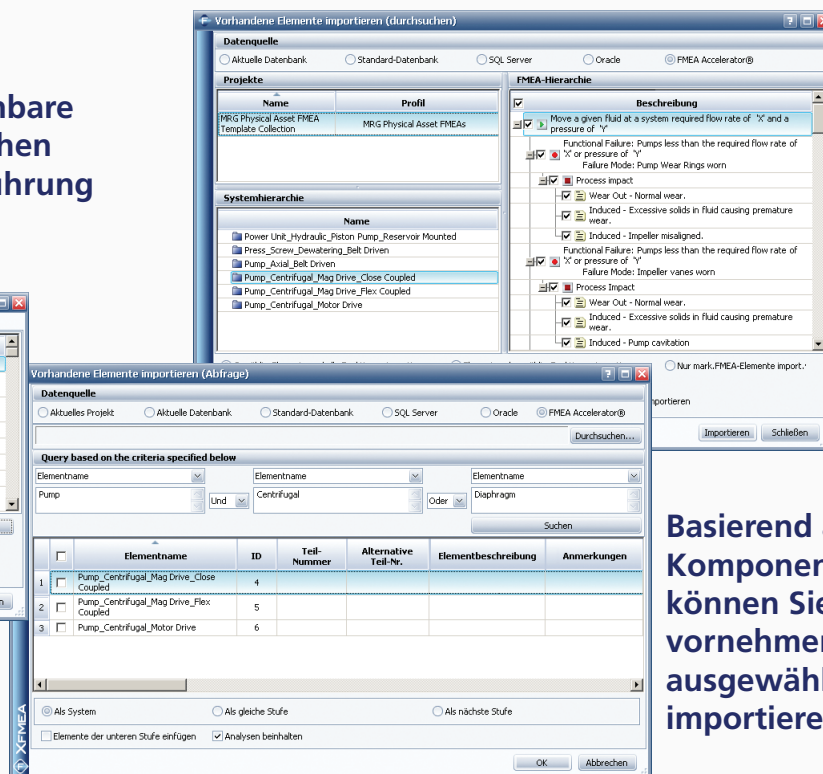 Vorhandene Elemente importieren (durchsuchen)
Datenquelle
Aktuelle Datenbank Standard-Datenbank SQL Server Oracle FMEA Accelerator®
Projekte
Name Profil
MRG Physical Asset FMEA
Template Collection
MRG Physical Asset FMEAs
Systemhierarchie
Name
Power Unit_Hydraulic_Piston Pump_Reservoir Mounted
Press_Screw_Dewatering_Belt Driven
Pump_Axial_Belt Driven
Pump_Centrifugal_Mag Drive_Close Coupled
Pump_Centrifugal_Mag Drive_Flex Coupled
Pump_Centrifugal_Motor Drive
FMEA-Hierarchie
Beschreibung
Move a given fluid at a system required flow rate of 'X' and a
pressure of 'Y'
Functional Failure: Pumps less than the required flow rate of
'X' or pressure of 'Y'
Failure Mode: Pump Wear Rings worn
Process impact
Wear Out - Normal wear.
Induced - Excessive solids in fluid causing premature
wear.
Induced - Impeller misaligned.
Functional Failure: Pumps less than the required flow rate of
'X' or pressure of 'Y'
Failure Mode: Impeller vanes worn
Process Impact
Wear Out - Normal wear.
Induced - Excessive solids in fluid causing premature
wear.
Induced - Pump cavitation
Nur mark.FMEA-Elemente import.
mportieren
Importieren Schließen
Vorhandene Elemente importieren (Abfrage)
Datenquelle
Aktuelles Projekt Aktuelle Datenbank Standard-Datenbank SQL Server Oracle FMEA Accelerator®
Durchsuchen...
Query based on the criteria specified below
Elementname Elementname Elementname
Pump Und Centrifugal Oder Diaphragm
Suchen
Elementname ID Teil-Nummer Alternative Teil-Nr. Elementbeschreibung Anmerkungen
1 Pump_Centrifugal_Mag Drive_Close
Coupled 4
2 Pump_Centrifugal_Mag Drive_Flex
Coupled 5
3 Pump_Centrifugal_Motor Drive 6
Als System Als gleiche Stufe Als nächste Stufe
Elemente der unteren Stufe einfügen Analysen beinhalten
OK Abbrechen
XFMEA
nbare
hen
ührung
Basierend
Komponen
können Sie
vornehmen
ausgewähl
importiere